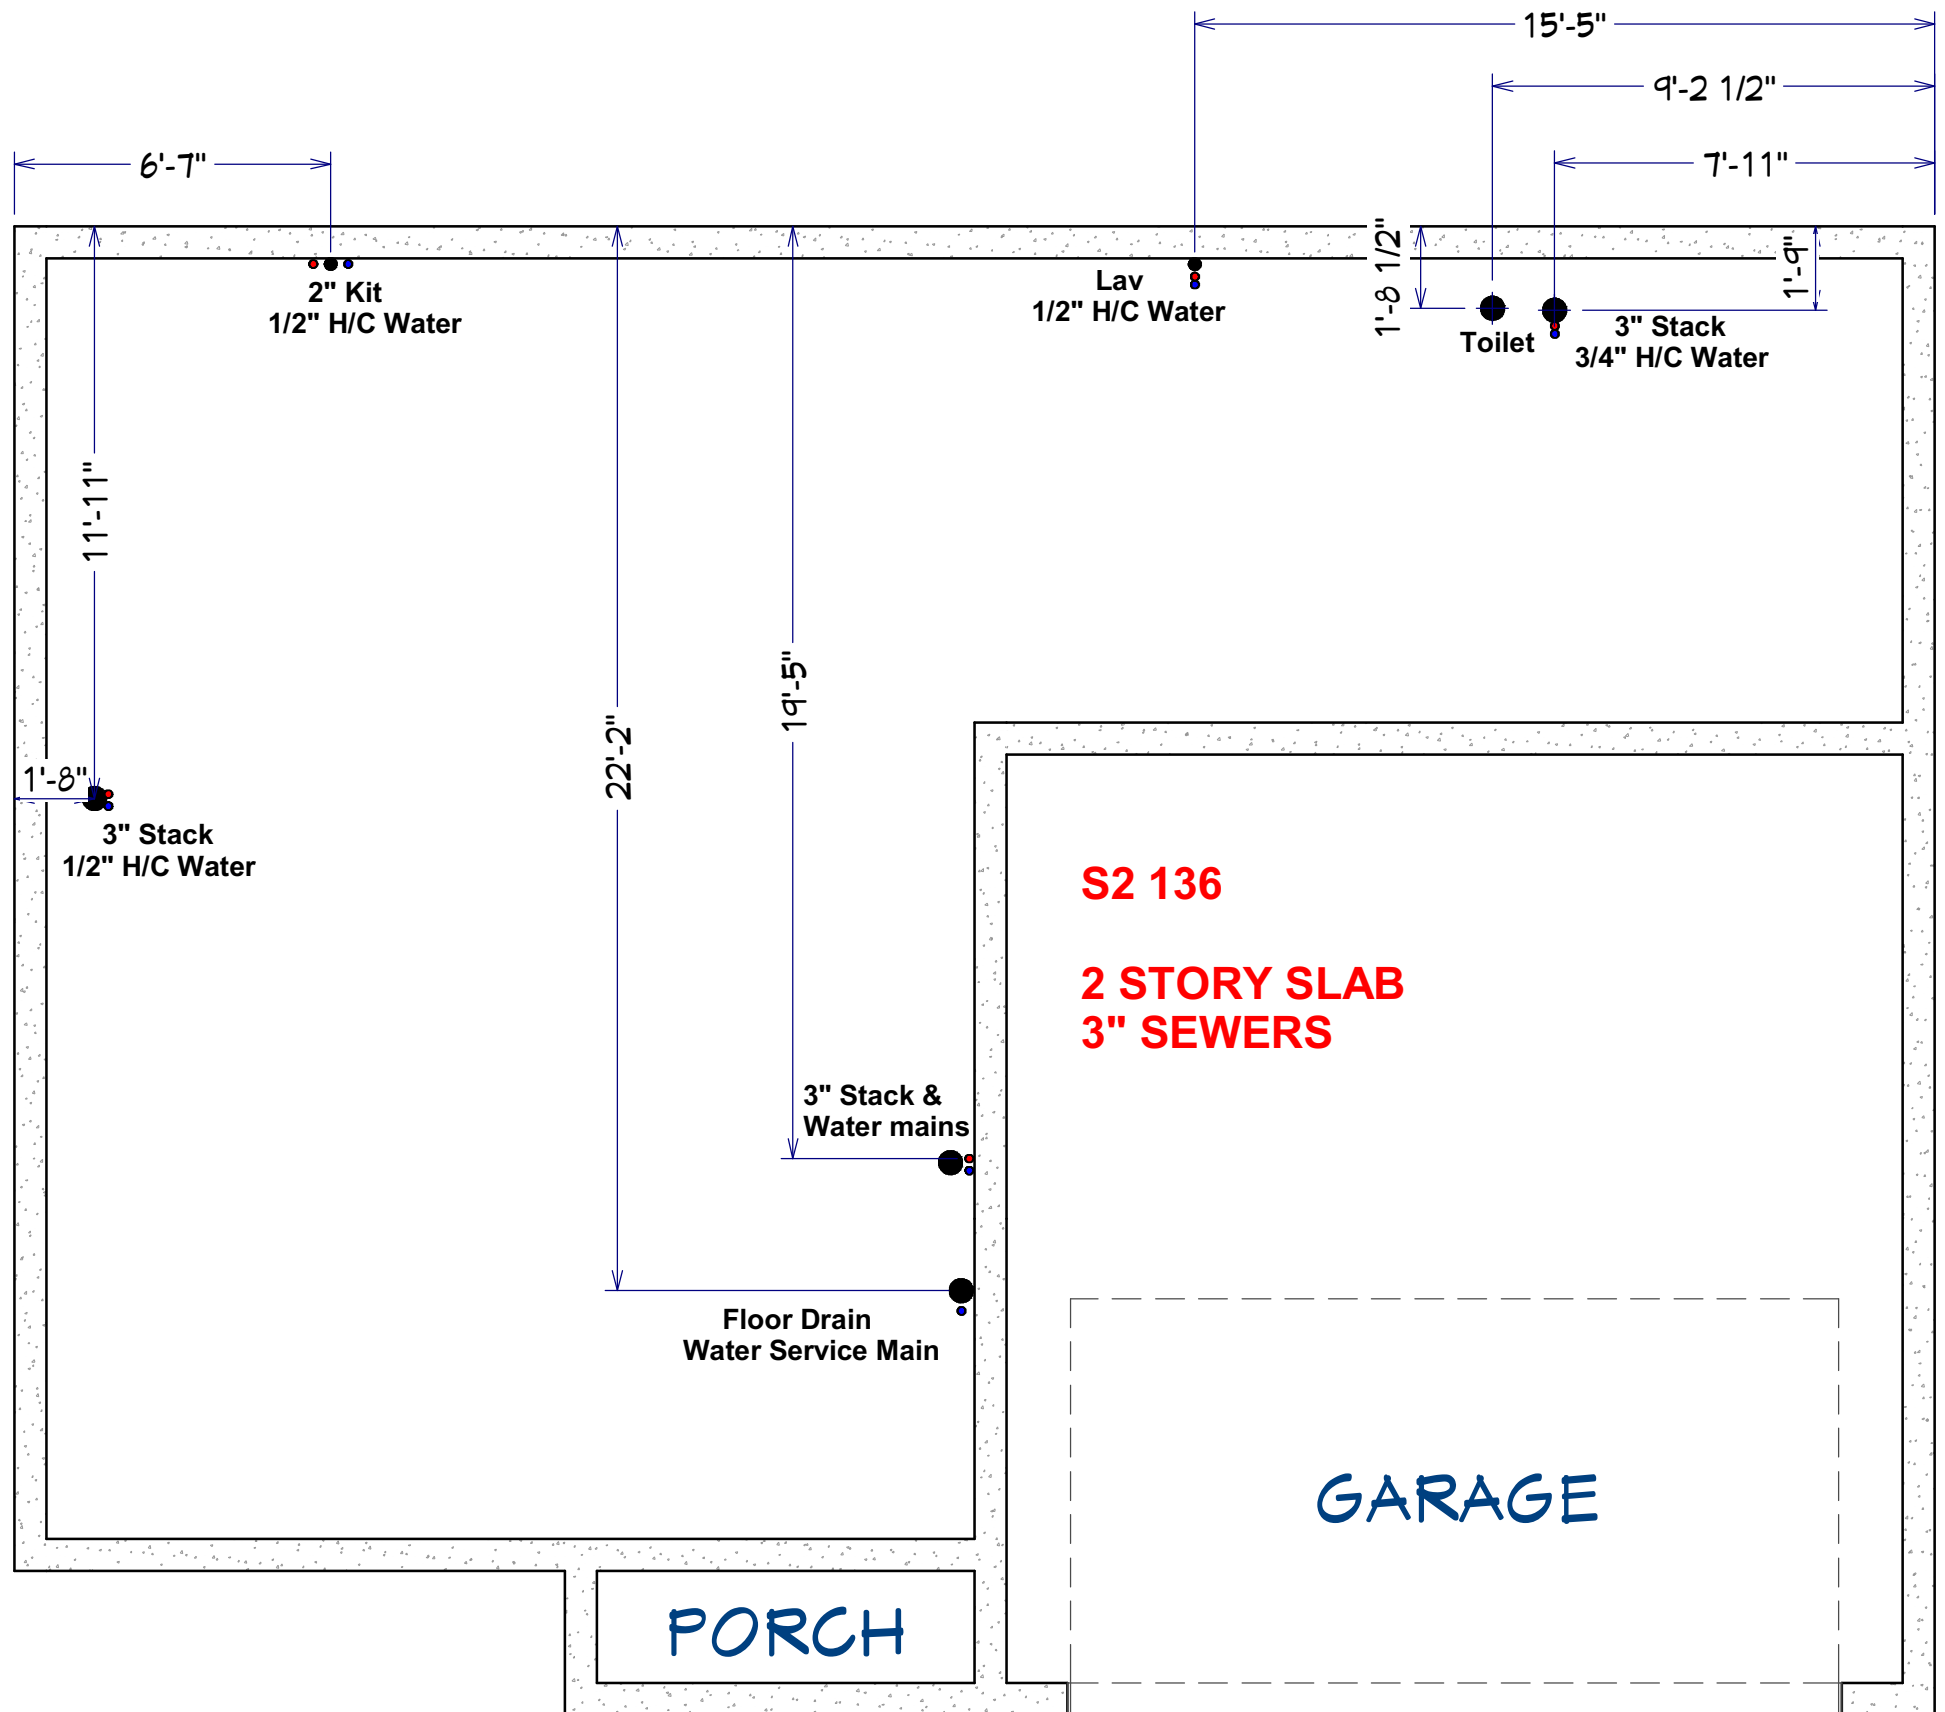 15'-5"
9'-2 1/2"
6'-7"
7'-11"
1'-8 1/2"
1'-9"
2" Kit
1/2" H/C Water
Lav
1/2" H/C Water
Toilet
3" Stack
3/4" H/C Water
11'-11"
19'-5"
22'-2"
1'-8"
3" Stack
1/2" H/C Water
S2 136
2 STORY SLAB
3" SEWERS
3" Stack &
Water mains
Floor Drain
Water Service Main
GARAGE
PORCH